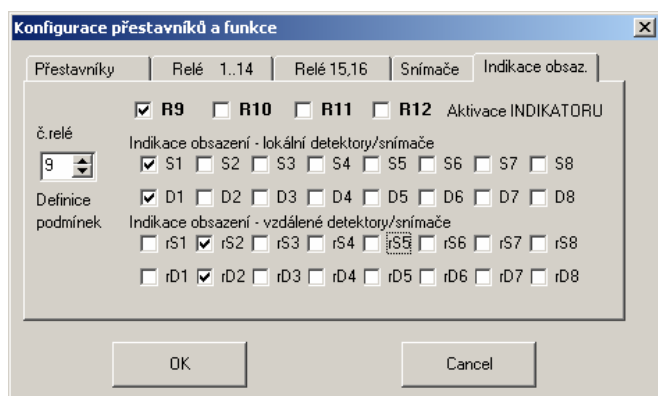 Konfigurace přestavníků a funkce
Přestavníky Relé 1..14 Relé 15,16 Snímače Indikace obsaz.
R9 R10 R11 R12 Aktivace INDIKATORU
č.relé
Indikace obsazení - lokální detektory/snímače
9 S1 S2 S3 S4 S5 S6 S7 S8
Definice D1 D2 D3 D4 D5 D6 D7 D8
podmínek Indikace obsazení - vzdálené detektory/snímače
rS1 rS2 rS3 rS4 rS5 rS6 rS7 rS8
rD1 rD2 rD3 rD4 rD5 rD6 rD7 rD8
OK Cancel